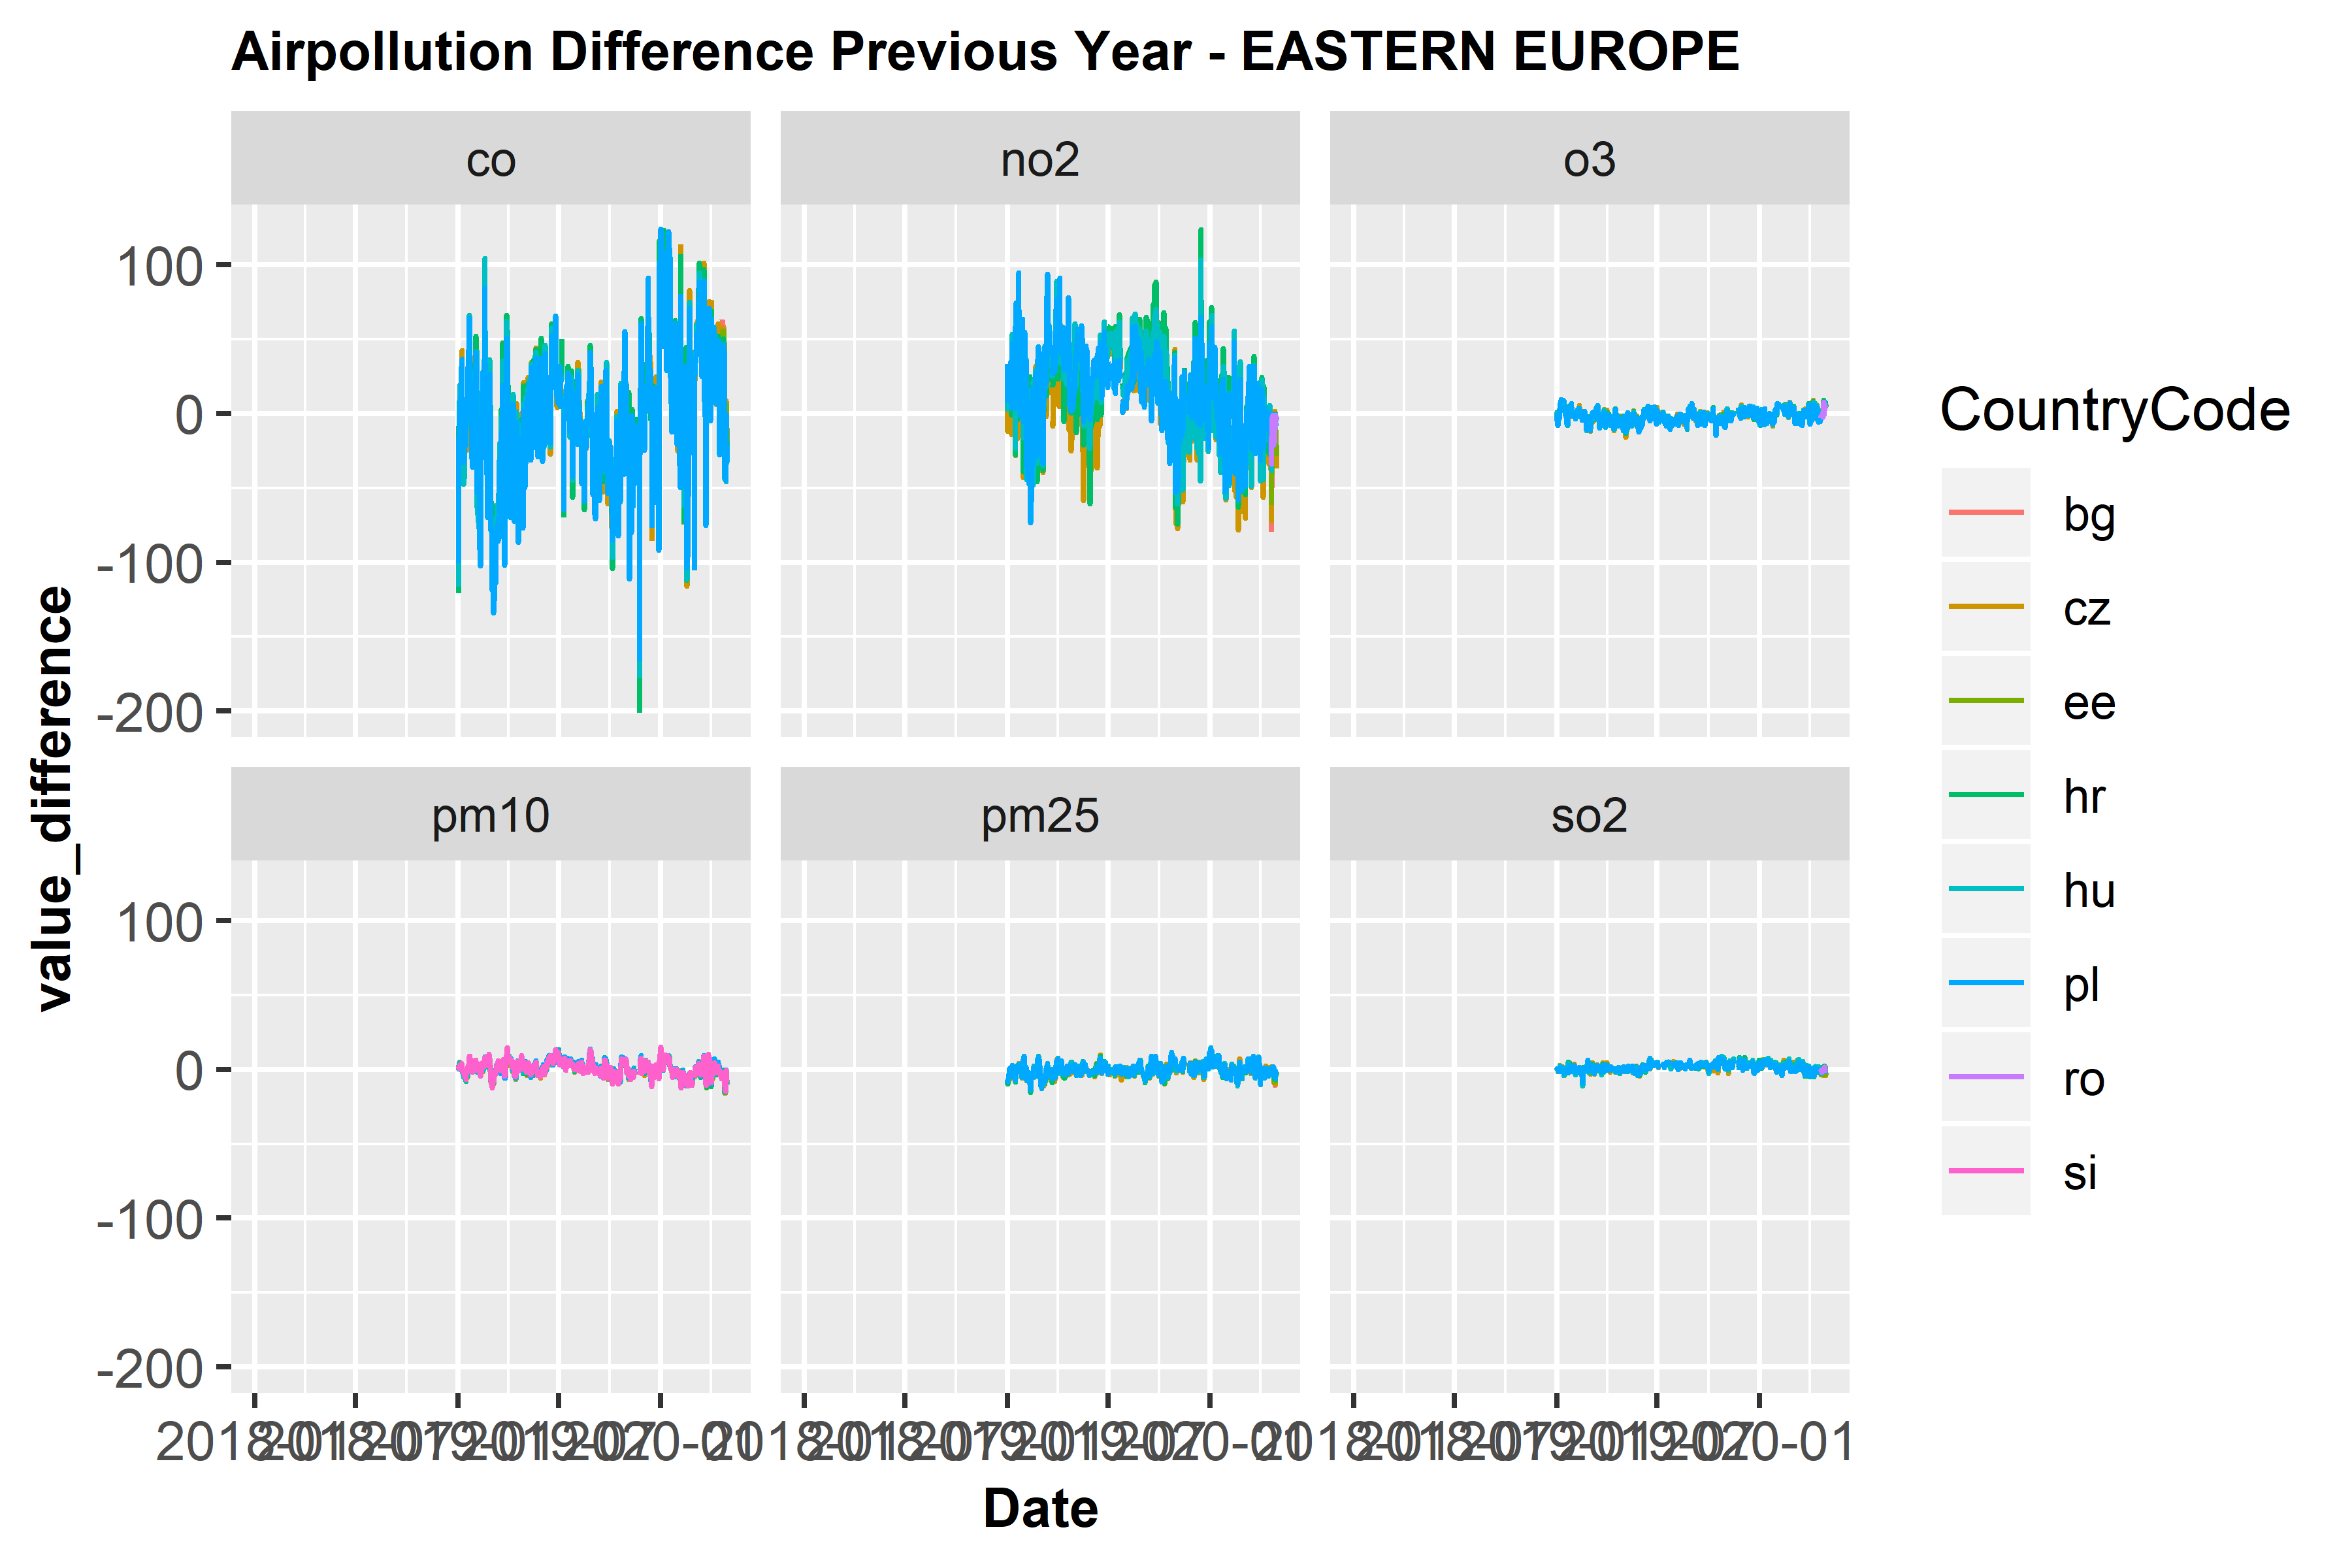 Airpollution Difference Previous Year - EASTERN EUROPE
co
no2
o3
100
0
-100
-200
pm10
pm25
so2
100
0
-100
-200
2018-01
2018-07
2019-01
2019-07
2020-01
2018-01
2018-07
2019-01
2019-07
2020-01
2018-01
2018-07
2019-01
2019-07
2020-01
Date
value_difference
CountryCode
bg
cz
ee
hr
hu
pl
ro
si